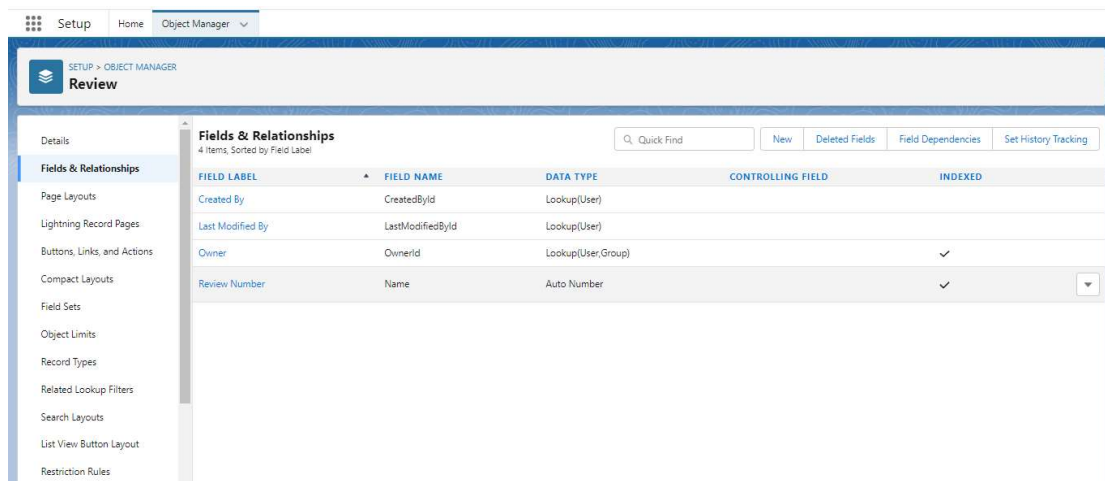 Setup Home Object Manager
SETUP > OBJECT MANAGER
Review
Details
Fields & Relationships
Page Layouts
Lightning Record Pages
Buttons, Links, and Actions
Compact Layouts
Field Sets
Object Limits
Record Types
Related Lookup Filters
Search Layouts
List View Button Layout
Restriction Rules
Fields & Relationships
4 Items, Sorted by Field Label
Quick Find New Deleted Fields Field Dependencies Set History Tracking
FIELD LABEL FIELD NAME DATA TYPE CONTROLLING FIELD INDEXED
Created By CreatedById Lookup(User)
Last Modified By LastModifiedById Lookup(User)
Owner OwnerId Lookup(User,Group)
Review Number Name Auto Number